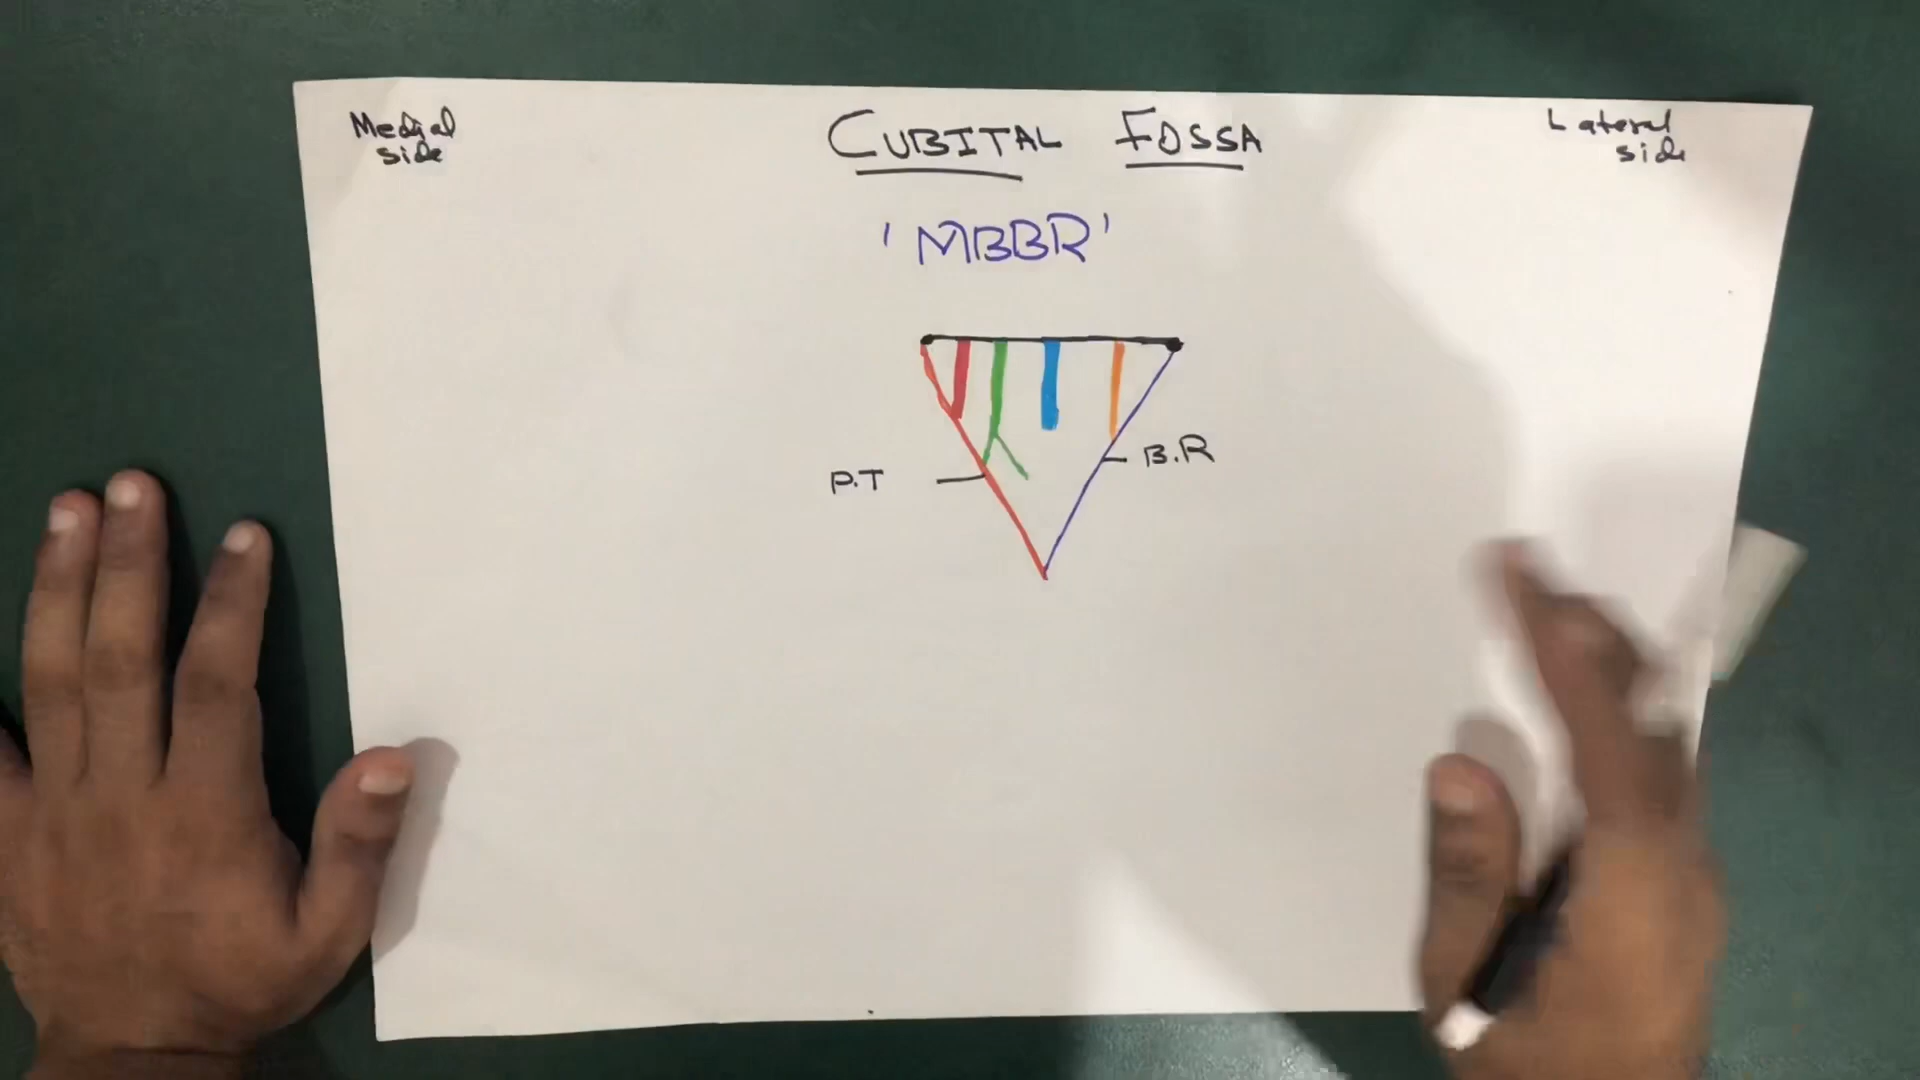 Medial
side
CUBITAL FOSSA
Lateral
side
'MBBR'
P.T
B.R